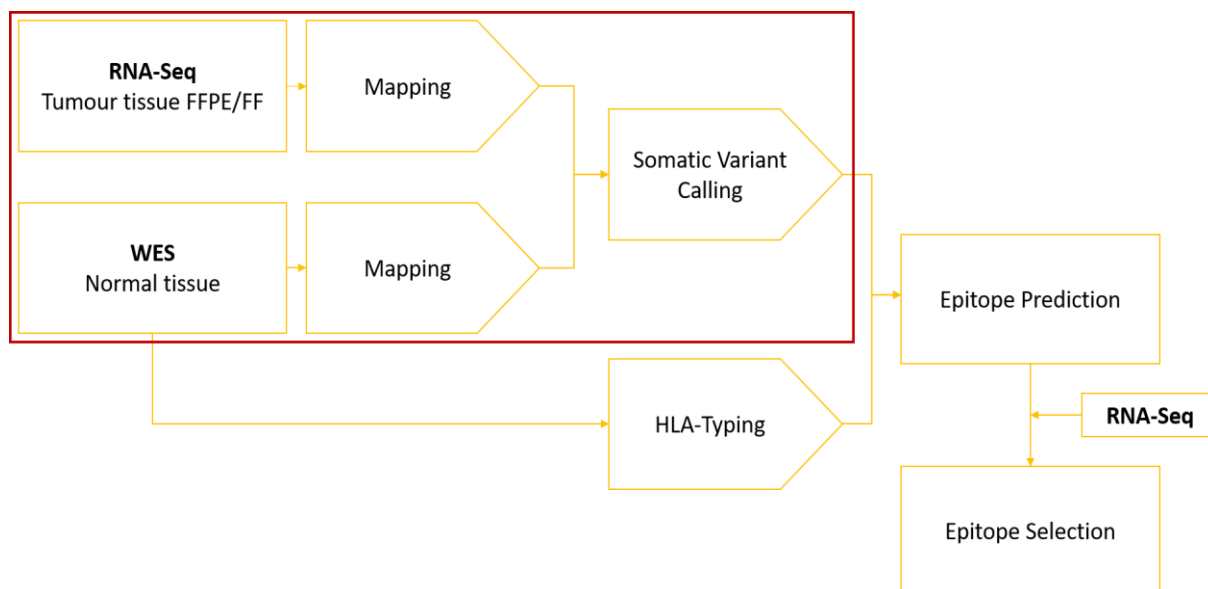 RNA-Seq
Tumour tissue FFPE/FF
Mapping
Somatic Variant
Calling
WES
Normal tissue
Mapping
Epitope Prediction
HLA-Typing
RNA-Seq
Epitope Selection